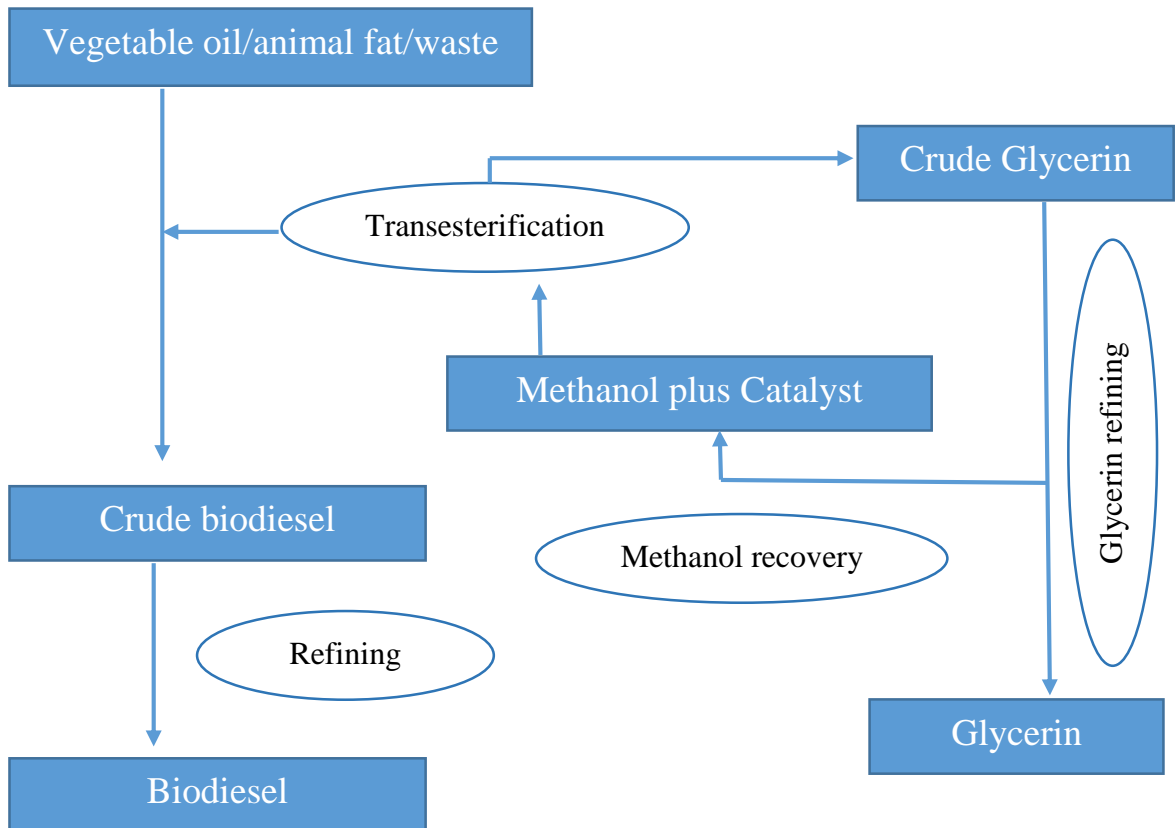 Vegetable oil/animal fat/waste
Crude Glycerin
Transesterification
Methanol plus Catalyst
Glycerin refining
Crude biodiesel
Methanol recovery
Refining
Glycerin
Biodiesel